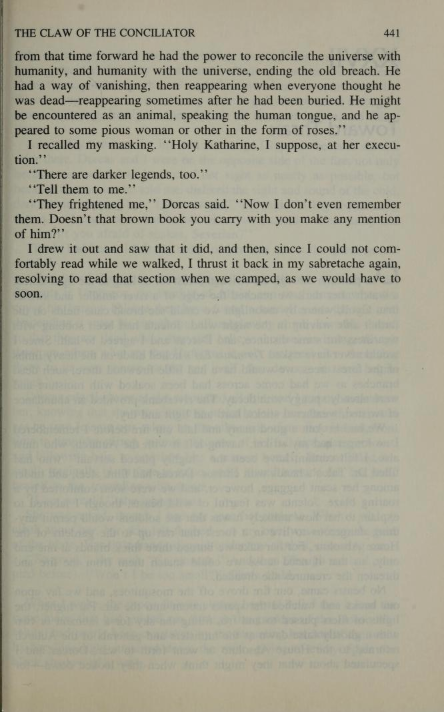 THE CLAW OF THE CONCILIATOR 441
from that time forward he had the power to reconcile the universe with
humanity, and humanity with the universe, ending the old breach. He
had a way of vanishing, then reappearing when everyone thought he
was dead—reappearing sometimes after he had been buried. He might
be encountered as an animal, speaking the human tongue, and he ap-
peared to some pious woman or other in the form of roses.''
I recalled my masking. ''Holy Katharine, I suppose, at her execu-
tion.''
''There are darker legends, too.''
''Tell them to me.''
''They frightened me,'' Dorcas said. ''Now I don't even remember
them. Doesn't that brown book you carry with you make any mention
of him?''
I drew it out and saw that it did, and then, since I could not com-
fortably read while we walked, I thrust it back in my sabretache again,
resolving to read that section when we camped, as we would have to
soon.